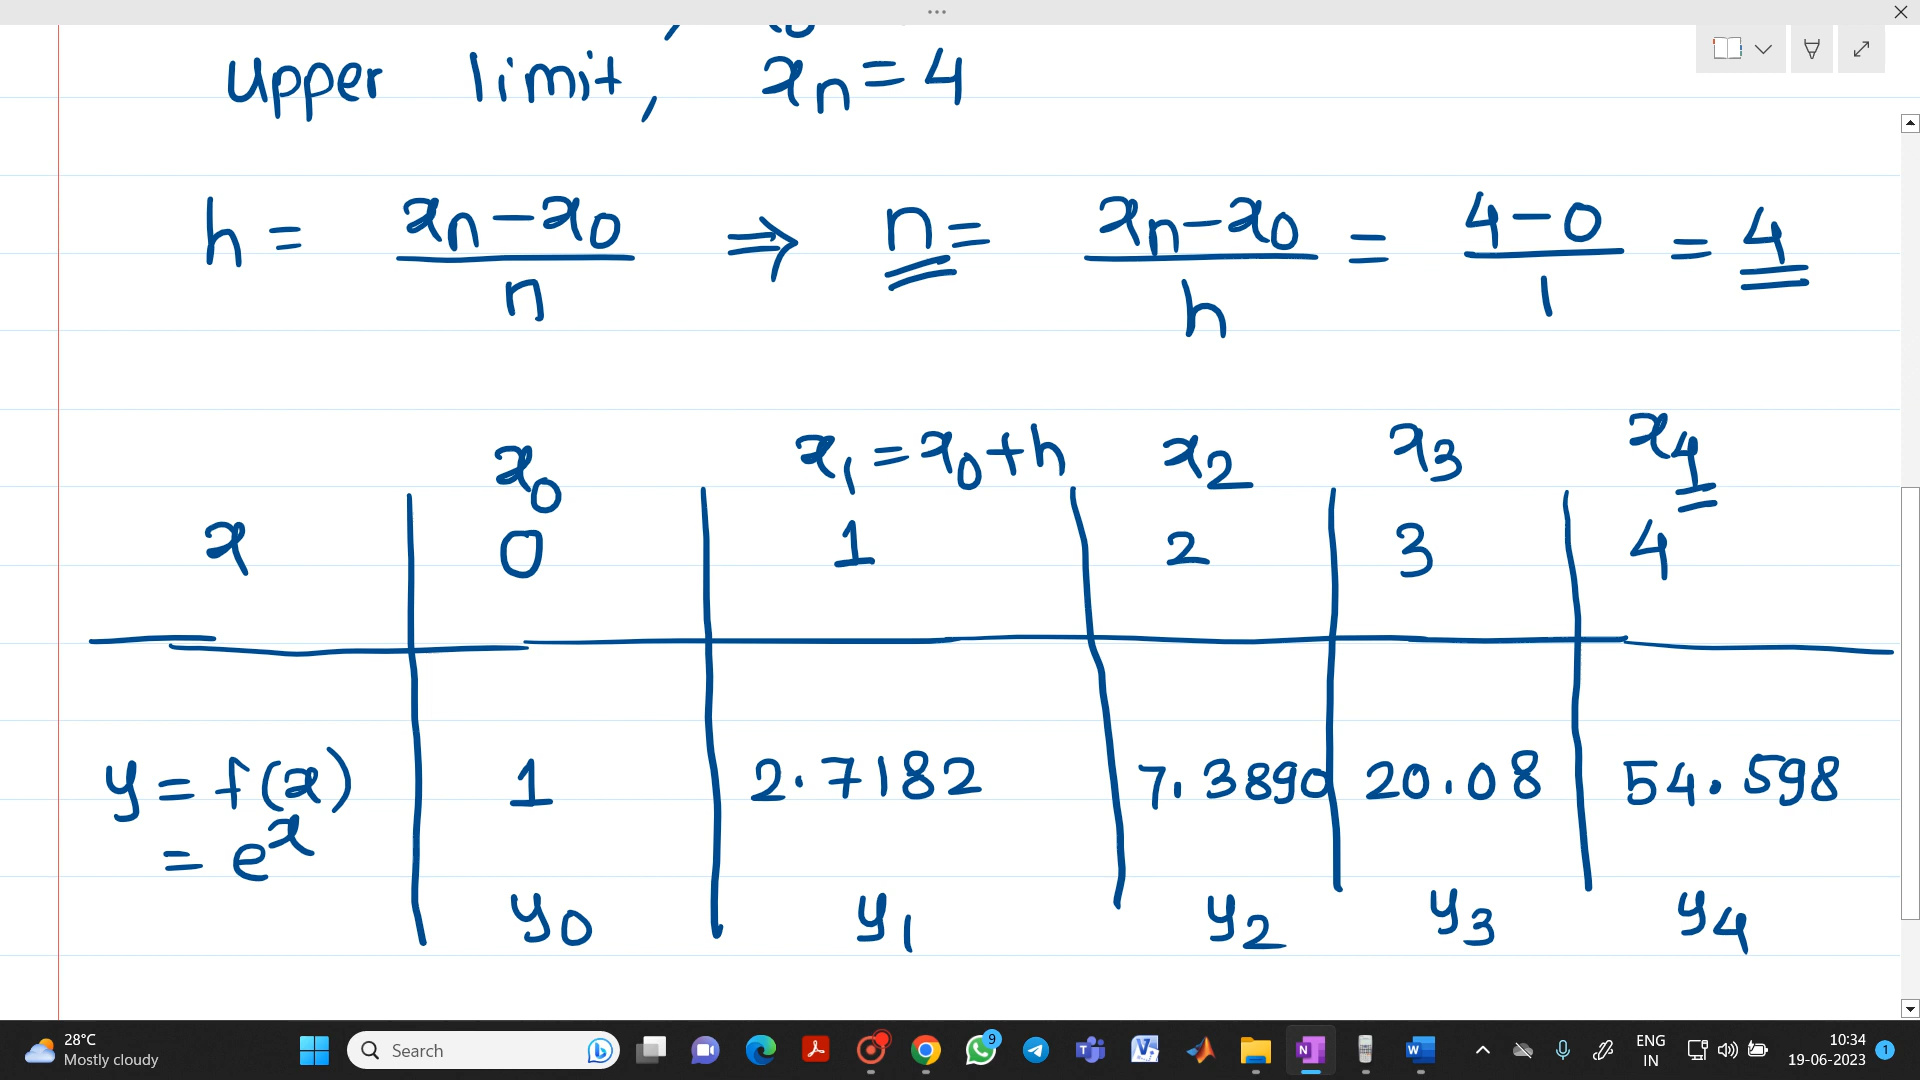 upper limit, xn = 4
h = xn - x0 / n ⇒ n = xn - x0 / h = 4 - 0 / 1 = 4
x0 x1 = x0 + h x2 x3 x4
x 0 1 2 3 4
y = f(x) 1 2.7182 7.3890 20.08 54.598
= e^x
y0 y1 y2 y3 y4
28°C
Mostly cloudy
Search
9
ENG
IN
10:34
19-06-2023
1